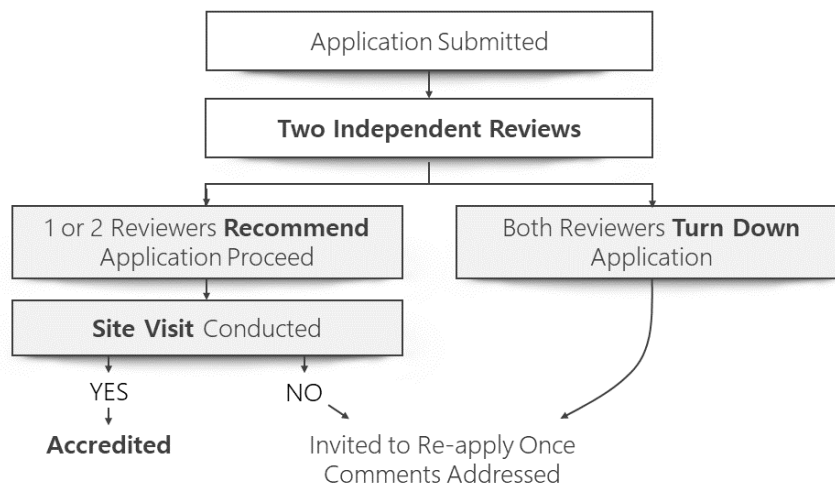 Application Submitted
Two Independent Reviews
1 or 2 Reviewers Recommend
Application Proceed
Both Reviewers Turn Down
Application
Site Visit Conducted
YES
NO
Accredited
Invited to Re-apply Once
Comments Addressed